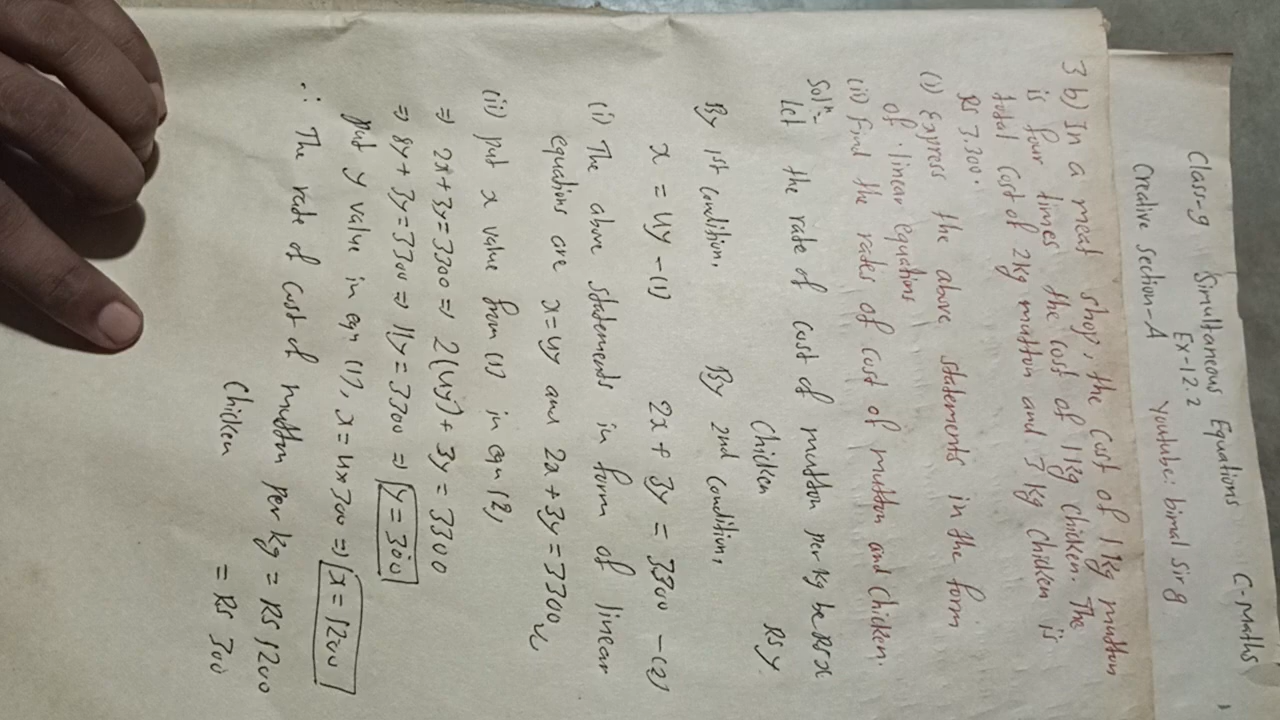 Class-9 Simultaneous Equations C-Maths
Ex-12.2
Creative Section-A Youtube: bimal Sir g
3 b) In a meat shop, the cost of 1 kg mutton
is four times the cost of 1 kg chicken. The
total cost of 2kg mutton and 3 kg chicken is
RS 3,300.
(i) Express the above statements in the form
of linear equations
(ii) Find the rates of cost of mutton and chicken.
Solⁿ-
Let the rate of cost of mutton per kg be RS x
Chicken RS y
By 1st condition, By 2nd condition,
x = 4y -(1) 2x + 3y = 3300 -(2)
(i) The above statements in form of linear
equations are x=4y and 2x+3y=3300
(ii) put x value from (1) in eqn (2),
⇒ 2x+3y=3300 ⇒ 2(4y) + 3y = 3300
⇒ 8y+3y=3300 ⇒ 11y=3300 ⇒ y=300
put y value in eqn (1), x=4x300 ⇒ x=1200
∴ The rate of cost of mutton per kg = RS 1200
Chicken = RS 300